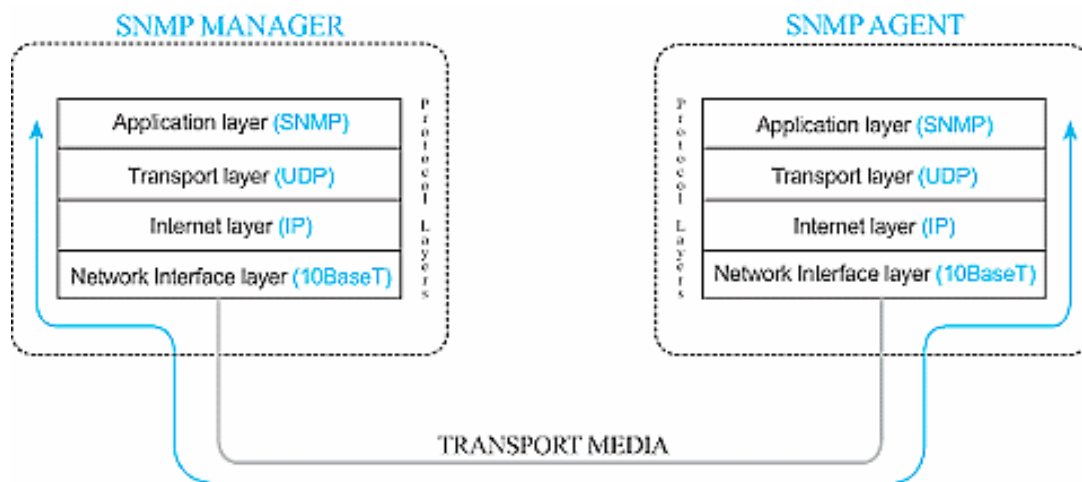 SNMP MANAGER
Application layer (SNMP)
Transport layer (UDP)
Internet layer (IP)
Network Interface layer (10BaseT)
Protocol Layers
SNMP AGENT
Protocol Layers
Application layer (SNMP)
Transport layer (UDP)
Internet layer (IP)
Network Interface layer (10BaseT)
TRANSPORT MEDIA